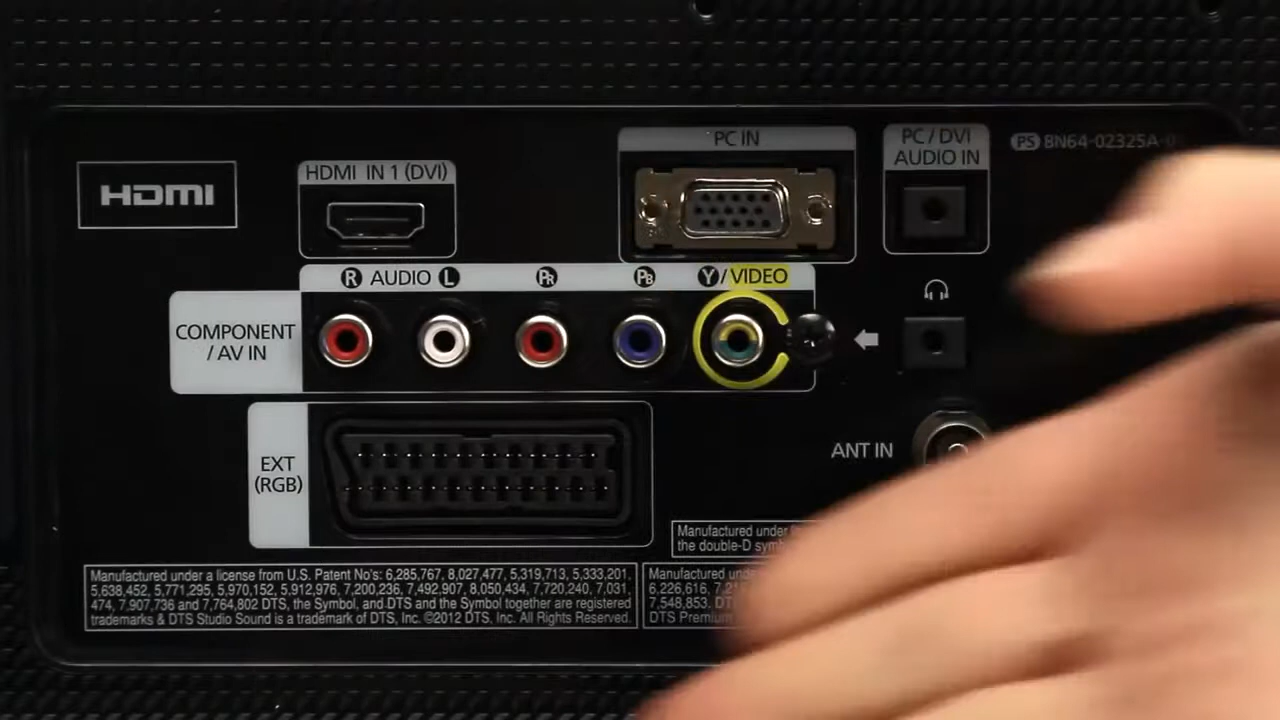 PC IN
PC / DVI
AUDIO IN
PS BN64-02325A-0
HDMI
HDMI IN 1 (DVI)
R AUDIO L PR PB Y/VIDEO
COMPONENT
/ AV IN
ANT IN
EXT
(RGB)
Manufactured under
the double-D
Manufactured under a license from U.S. Patent No's: 6,285,767, 8,027,477, 5,319,713, 5,333,201,
5,638,452, 5,771,295, 5,970,152, 5,912,976, 7,200,236, 7,492,907, 8,050,434, 7,720,240, 7,031,
474, 7,907,736 and 7,764,802 DTS, the Symbol, and DTS and the Symbol together are registered
trademarks & DTS Studio Sound is a trademark of DTS, Inc. ©2012 DTS, Inc. All Rights Reserved.
Manufactured
6,226,616,
7,548,853.
DTS Premium